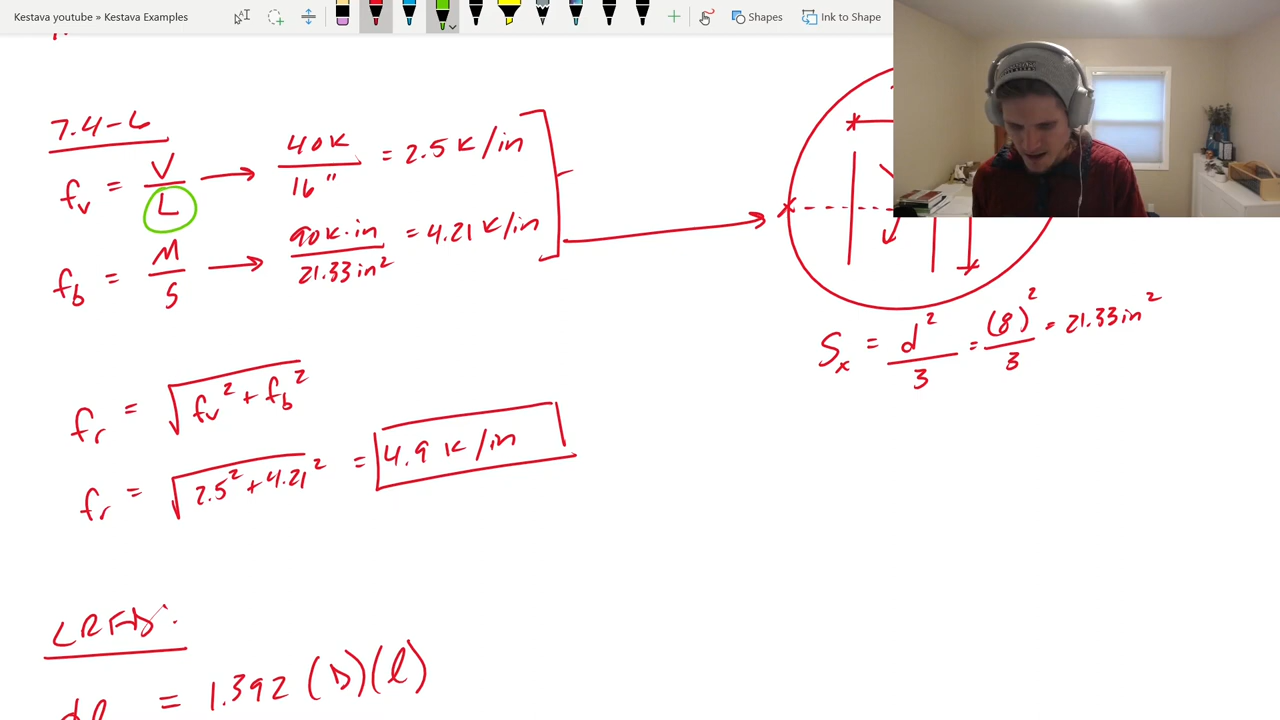 Kestava youtube » Kestava Examples
Shapes
Ink to Shape
7.4-6
fv = V/L → 40K/16" = 2.5 K/in
fb = M/S → 90K·in/21.33in² = 4.21 K/in
Sx = d²/3 = (8)²/3 = 21.33in²
fr = √fv² + fb²
fr = √2.5² + 4.21² = 4.9 K/in
LRFD:
= 1.392 (D)(l)